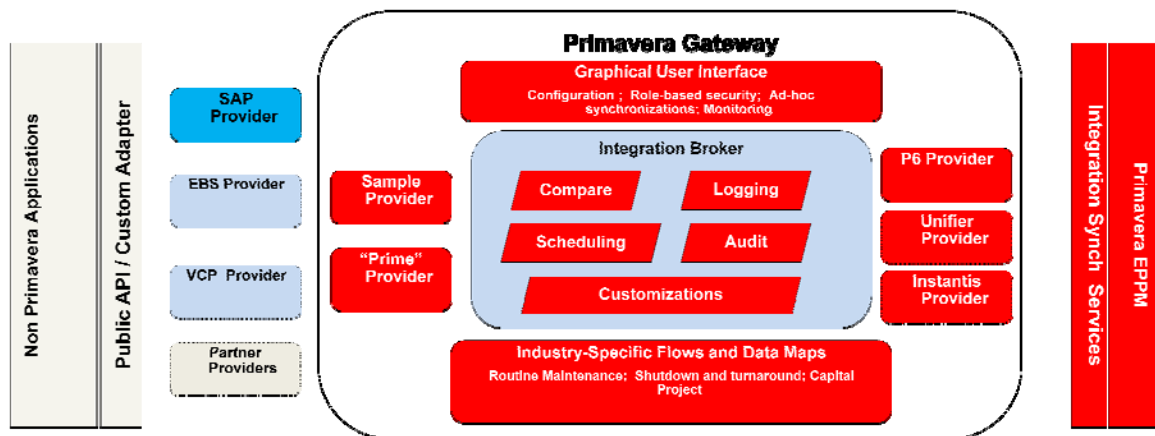 Non Primavera Applications
Public API / Custom Adapter
SAP
Provider
EBS Provider
VCP Provider
Partner
Providers
Primavera Gateway
Graphical User Interface
Configuration ; Role-based security; Ad-hoc
synchronizations; Monitoring
Sample
Provider
"Prime"
Provider
Integration Broker
Compare
Logging
Scheduling
Audit
Customizations
Industry-Specific Flows and Data Maps
Routine Maintenance; Shutdown and turnaround; Capital
Project
P6 Provider
Unifier
Provider
Instantis
Provider
Integration Synch Services
Primavera EPPM